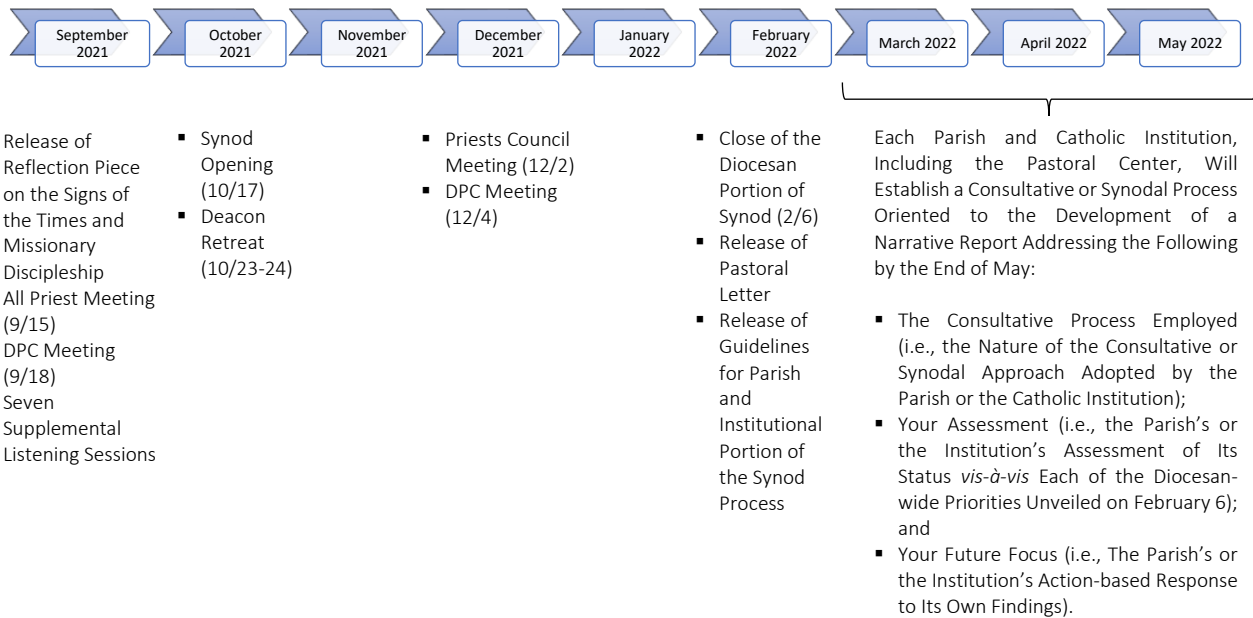 September
2021
October
2021
November
2021
December
2021
January
2022
February
2022
March 2022
April 2022
May 2022
Release of
Reflection Piece
on the Signs of
the Times and
Missionary
Discipleship
All Priest Meeting
(9/15)
DPC Meeting
(9/18)
Seven
Supplemental
Listening Sessions
▪ Synod
Opening
(10/17)
▪ Deacon
Retreat
(10/23-24)
▪ Priests Council
Meeting (12/2)
▪ DPC Meeting
(12/4)
▪ Close of the
Diocesan
Portion of
Synod (2/6)
▪ Release of
Pastoral
Letter
▪ Release of
Guidelines
for Parish
and
Institutional
Portion of
the Synod
Process
Each Parish and Catholic Institution,
Including the Pastoral Center, Will
Establish a Consultative or Synodal Process
Oriented to the Development of a
Narrative Report Addressing the Following
by the End of May:
▪ The Consultative Process Employed
(i.e., the Nature of the Consultative or
Synodal Approach Adopted by the
Parish or the Catholic Institution);
▪ Your Assessment (i.e., the Parish’s or
the Institution’s Assessment of Its
Status vis-à-vis Each of the Diocesan-
wide Priorities Unveiled on February 6);
and
▪ Your Future Focus (i.e., The Parish’s or
the Institution’s Action-based Response
to Its Own Findings).